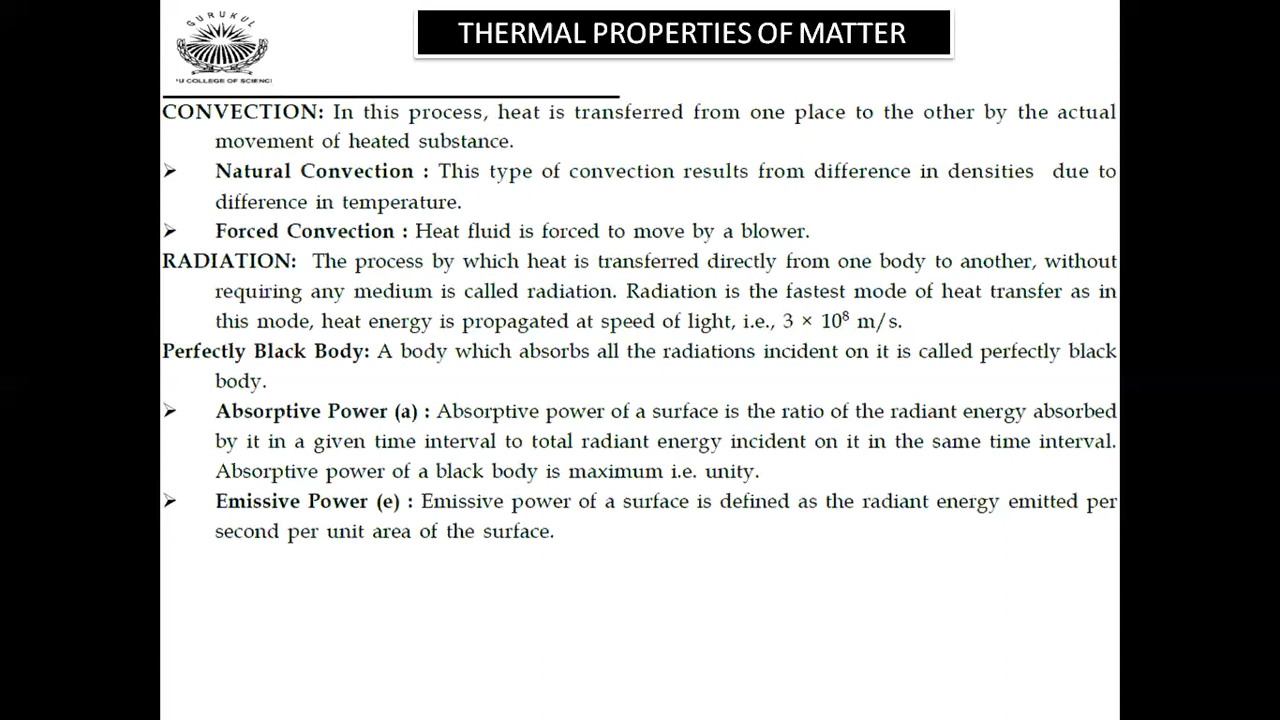 GURUKUL
PU COLLEGE OF SCIENCE
THERMAL PROPERTIES OF MATTER
CONVECTION: In this process, heat is transferred from one place to the other by the actual
movement of heated substance.
➢ Natural Convection : This type of convection results from difference in densities due to
difference in temperature.
➢ Forced Convection : Heat fluid is forced to move by a blower.
RADIATION: The process by which heat is transferred directly from one body to another, without
requiring any medium is called radiation. Radiation is the fastest mode of heat transfer as in
this mode, heat energy is propagated at speed of light, i.e., 3 × 10⁸ m/s.
Perfectly Black Body: A body which absorbs all the radiations incident on it is called perfectly black
body.
➢ Absorptive Power (a) : Absorptive power of a surface is the ratio of the radiant energy absorbed
by it in a given time interval to total radiant energy incident on it in the same time interval.
Absorptive power of a black body is maximum i.e. unity.
➢ Emissive Power (e) : Emissive power of a surface is defined as the radiant energy emitted per
second per unit area of the surface.